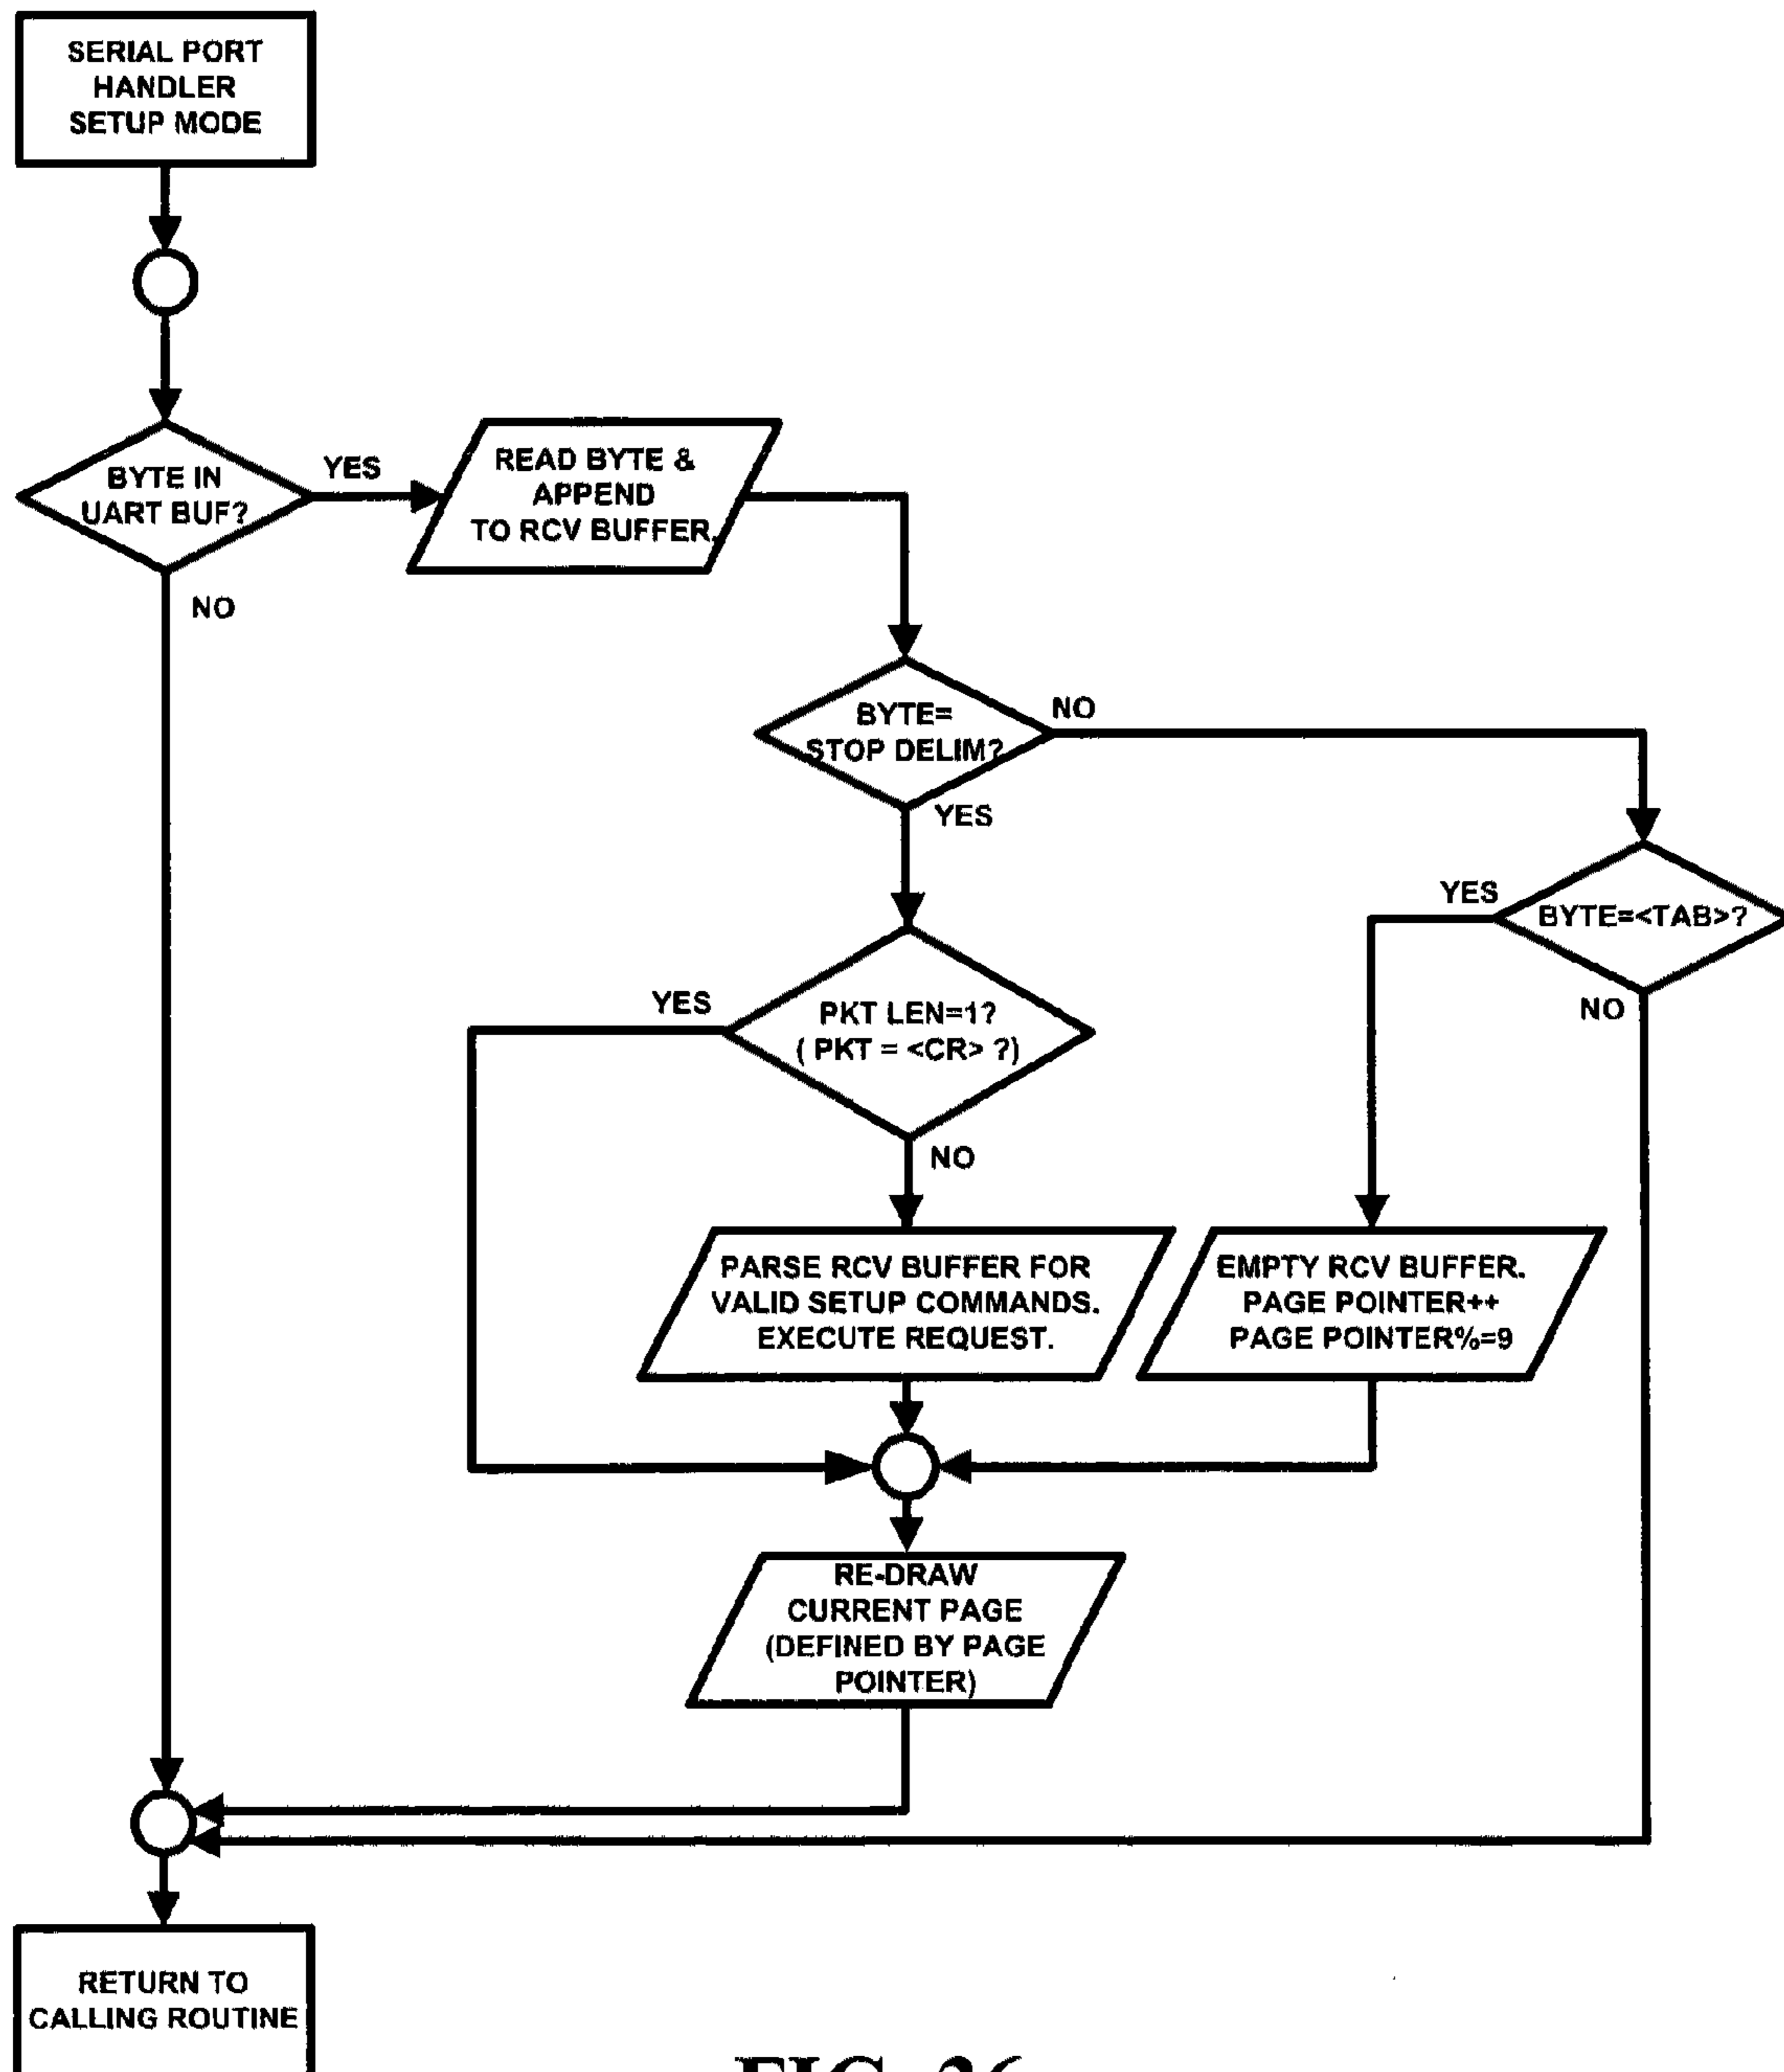 SERIAL PORT
HANDLER
SETUP MODE
BYTE IN
UART BUF?
YES
NO
READ BYTE &
APPEND
TO RCV BUFFER.
BYTE=
STOP DELIM?
NO
YES
BYTE=<TAB>?
YES
NO
PKT LEN=1?
( PKT = <CR> ?)
YES
NO
PARSE RCV BUFFER FOR
VALID SETUP COMMANDS.
EXECUTE REQUEST.
EMPTY RCV BUFFER.
PAGE POINTER++
PAGE POINTER%=9
RE-DRAW
CURRENT PAGE
(DEFINED BY PAGE
POINTER)
RETURN TO
CALLING ROUTINE